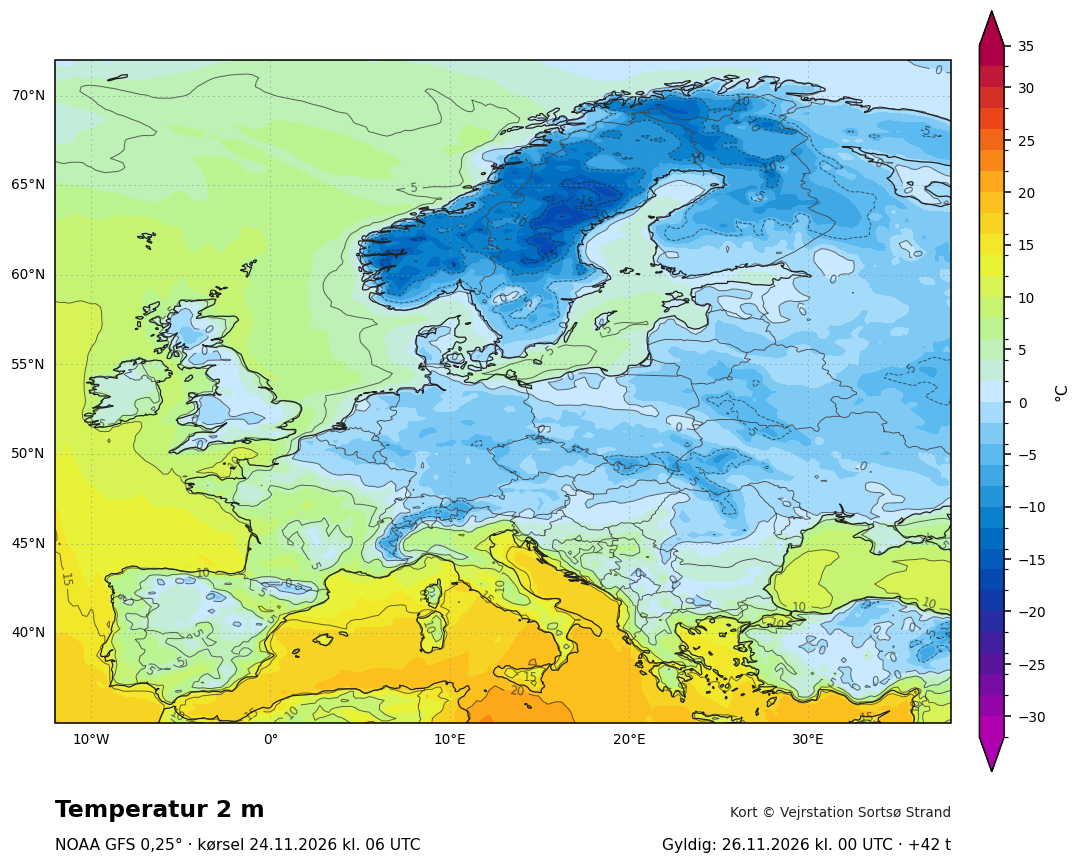 70°N
65°N
60°N
55°N
50°N
45°N
40°N
10°W
0°
10°E
20°E
30°E
35
30
25
20
15
10
5
0
−5
−10
−15
−20
−25
−30
°C
Temperatur 2 m
Kort © Vejrstation Sortsø Strand
NOAA GFS 0,25° · kørsel 24.11.2026 kl. 06 UTC
Gyldig: 26.11.2026 kl. 00 UTC · +42 t